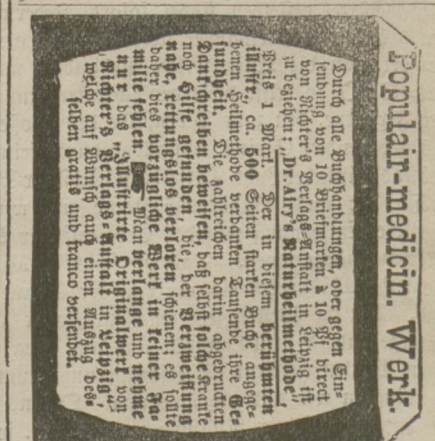 Populair-medicin. Werk.
Durch alle Buchhandlungen, oder gegen Ein-
sendung von 10 Briefmarken à 10 Pf direct
von Richter's Verlags-Anstalt in Leipzig ist
zu beziehen: „Dr. Airy's Naturheilmethode“
Preis 1 Mark. Der in diesem berühmten
illustr., ca. 500 Seiten starken Buche angege-
benen Heilmethode verdanken Tausende ihre Ge-
sundheit. Die zahlreichen darin abgedruckten
Dankschreiben beweisen, daß selbst solche Kranke
noch Hilfe gefunden, die, der Verzweiflung
nahe, rettungslos verloren schienen; es sollte
daher dies vorzügliche Werk in keiner Fa-
milie fehlen. Man verlange und nehme
nur das „Illustrirte Originalwerk“ von
Richter's Verlags-Anstalt in Leipzig“,
welche auf Wunsch auch einen Auszug des-
selben gratis und franco versendet.